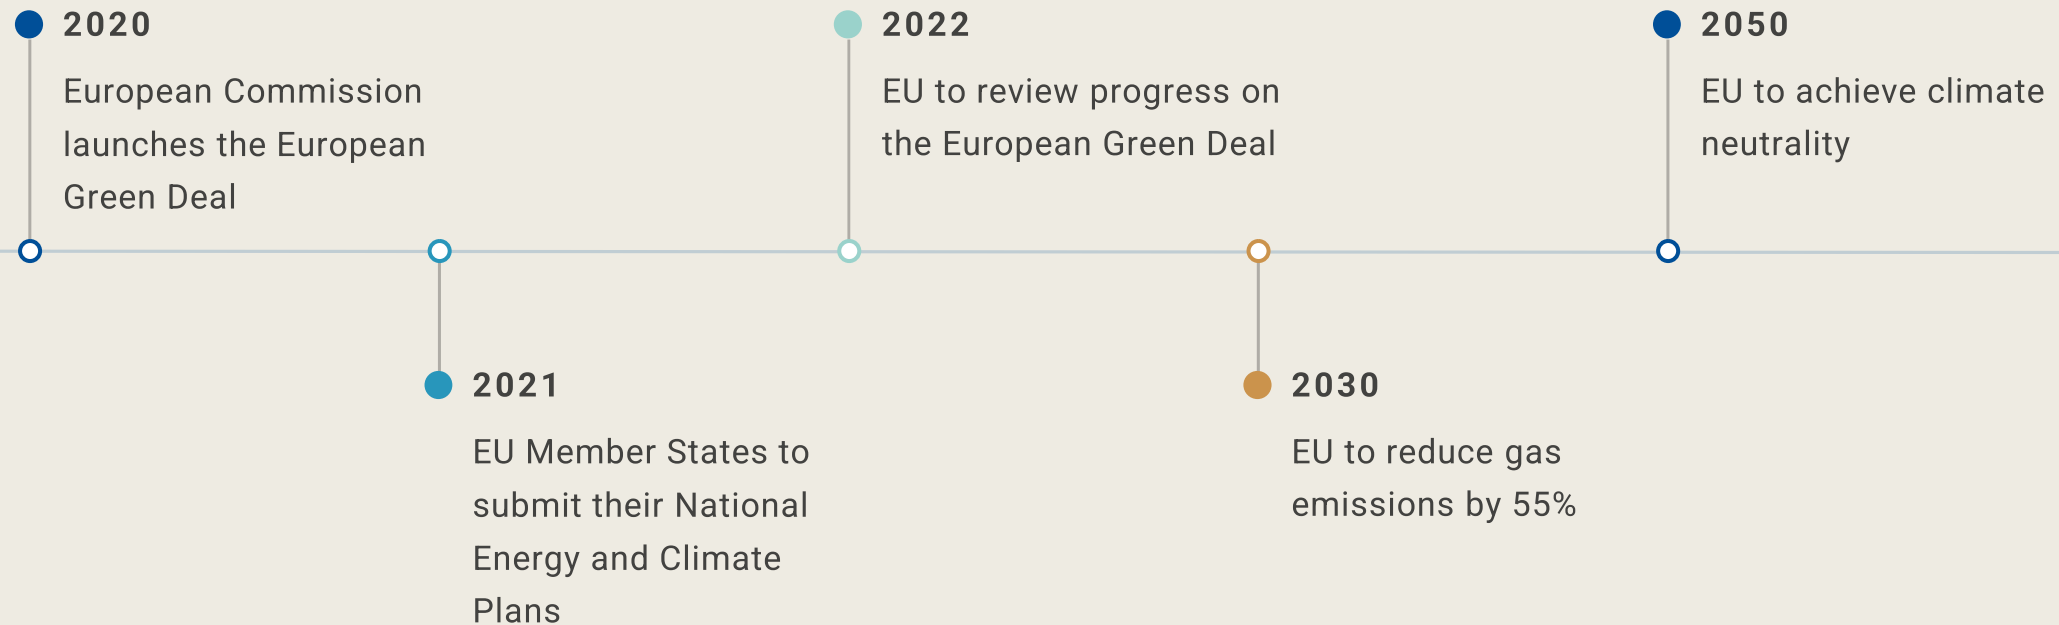 2020
European Commission
launches the European
Green Deal
2021
EU Member States to
submit their National
Energy and Climate
Plans
2022
EU to review progress on
the European Green Deal
2030
EU to reduce gas
emissions by 55%
2050
EU to achieve climate
neutrality